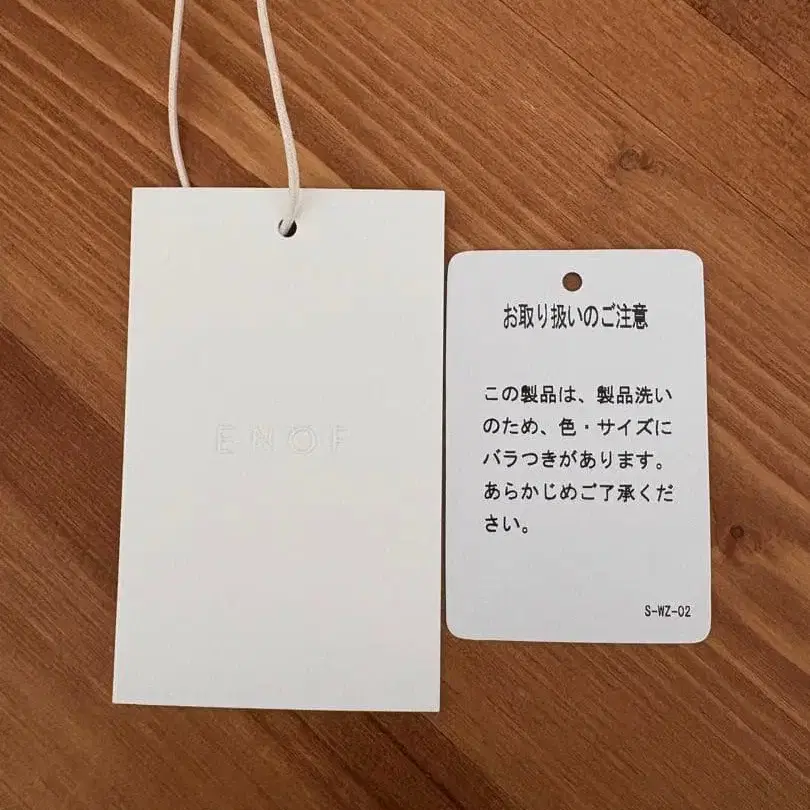 ENOF
お取り扱いのご注意
この製品は、製品洗い
のため、色・サイズに
バラつきがあります。
あらかじめご了承くだ
さい。
S-WZ-02